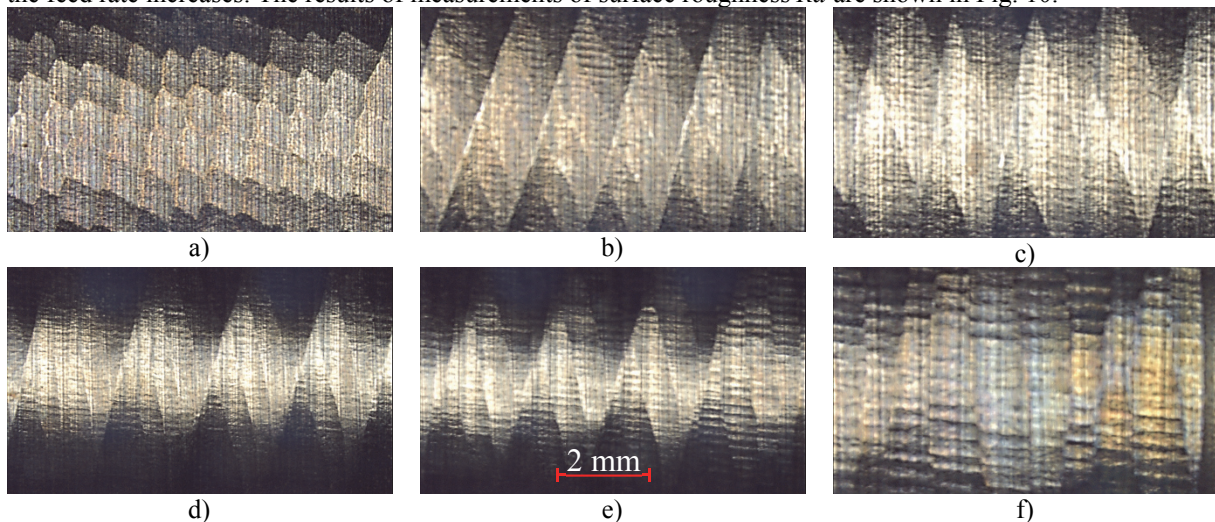 the feed rate increases. The results of measurements of surface roughness Ra are shown in Fig. 10.
a)
b)
c)
d)
e)
f)
2 mm